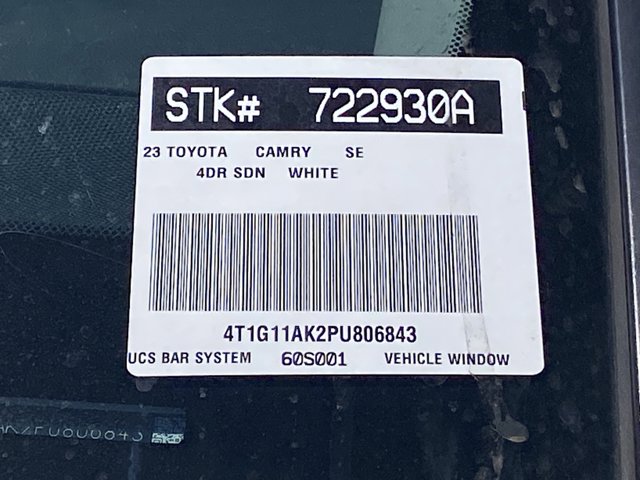 STK# 722930A
23 TOYOTA CAMRY SE
4DR SDN WHITE
4T1G11AK2PU806843
UCS BAR SYSTEM 60S001 VEHICLE WINDOW